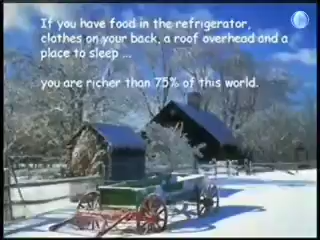 If you have food in the refrigerator,
clothes on your back, a roof overhead and a
place to sleep ...
you are richer than 75% of this world.